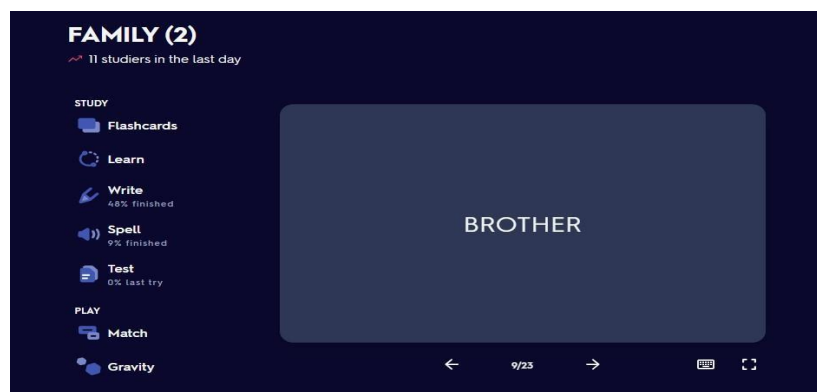 FAMILY (2)
11 studiers in the last day
STUDY
Flashcards
Learn
Write
48% finished
Spell
9% finished
Test
0% last try
PLAY
Match
Gravity
BROTHER
9/23